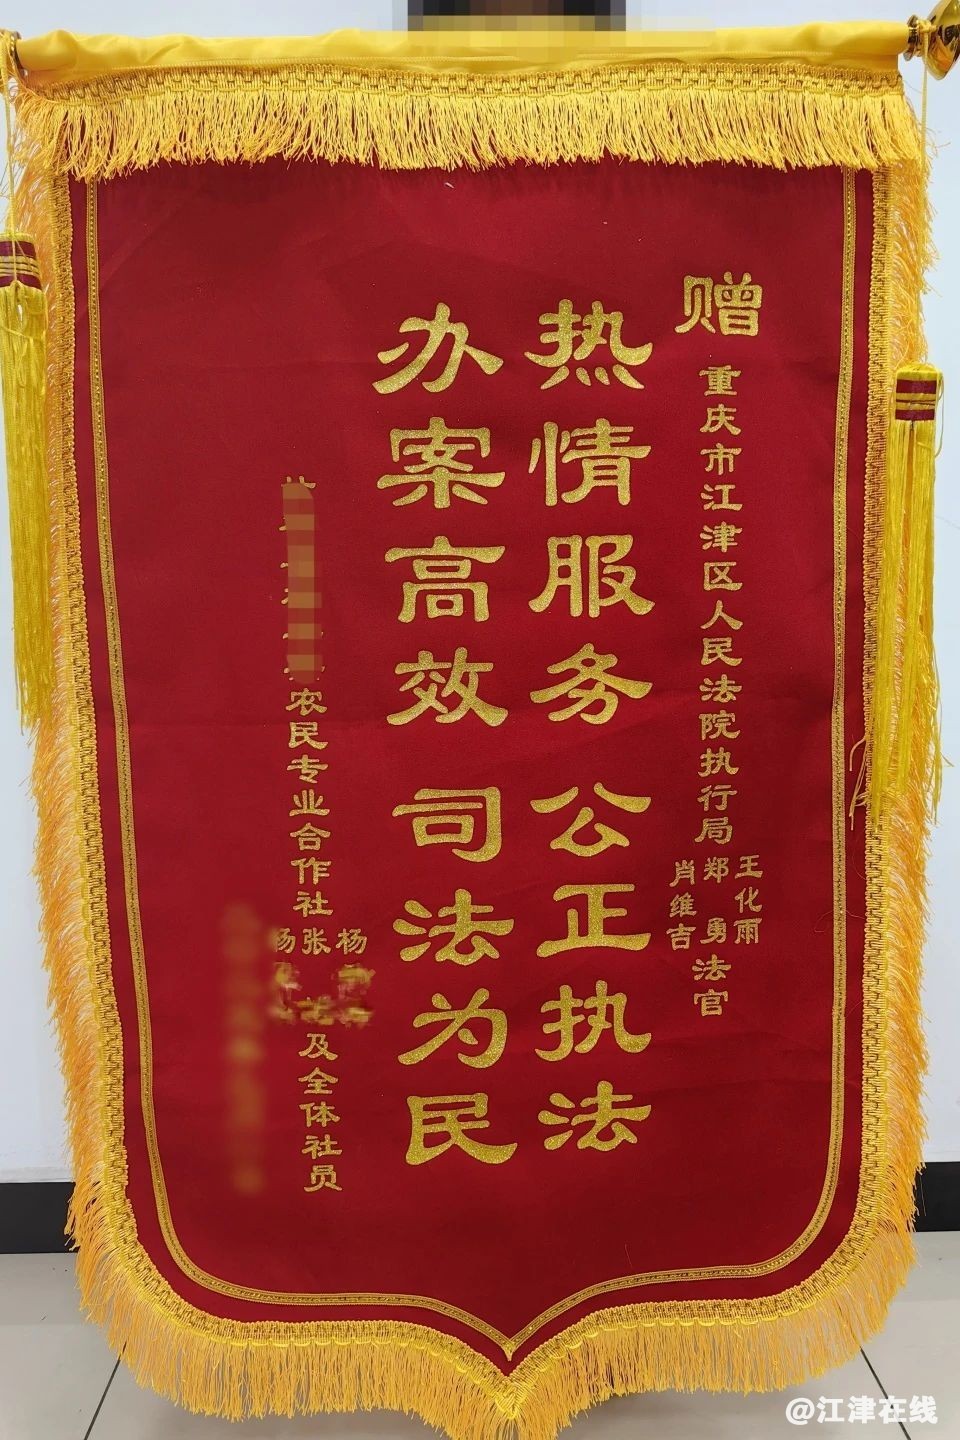 赠
重庆市江津区人民法院执行局
王化雨
郑勇
肖维吉
法官
热情服务 公正执法
办案高效 司法为民
农民专业合作社
杨
张
杨
及全体社员
@江津在线